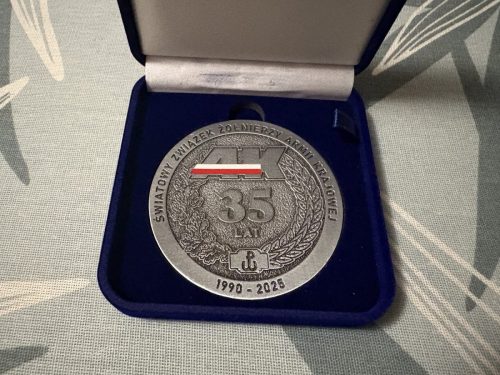 ŚWIATOWY ZWIĄZEK ŻOŁNIERZY ARMII KRAJOWEJ
AK
35
LAT
1990 - 2025